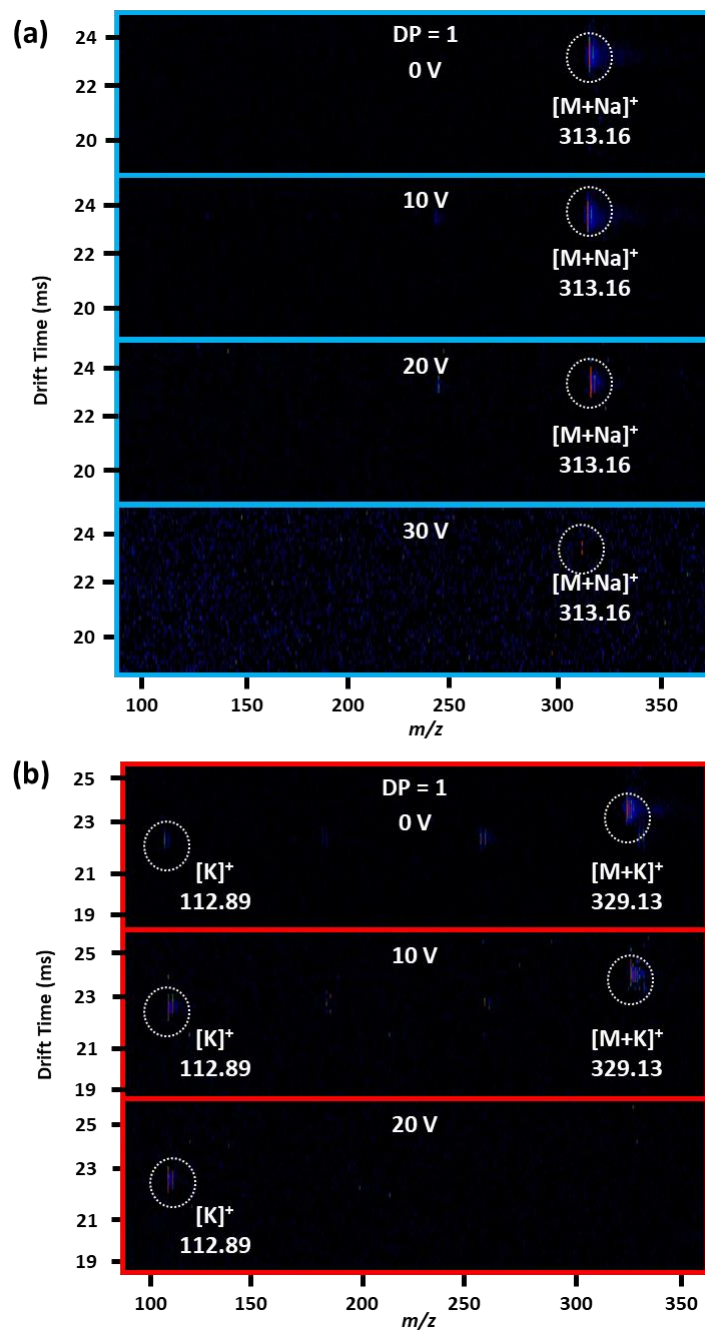 (a)
DP = 1
0 V
[M+Na]⁺
313.16
24
22
20
10 V
[M+Na]⁺
313.16
24
22
20
20 V
[M+Na]⁺
313.16
24
22
20
30 V
[M+Na]⁺
313.16
24
22
20
Drift Time (ms)
100 150 200 250 300 350
m/z
(b)
DP = 1
0 V
[K]⁺
112.89
[M+K]⁺
329.13
25
23
21
19
10 V
[K]⁺
112.89
[M+K]⁺
329.13
25
23
21
19
20 V
[K]⁺
112.89
25
23
21
19
Drift Time (ms)
100 150 200 250 300 350
m/z